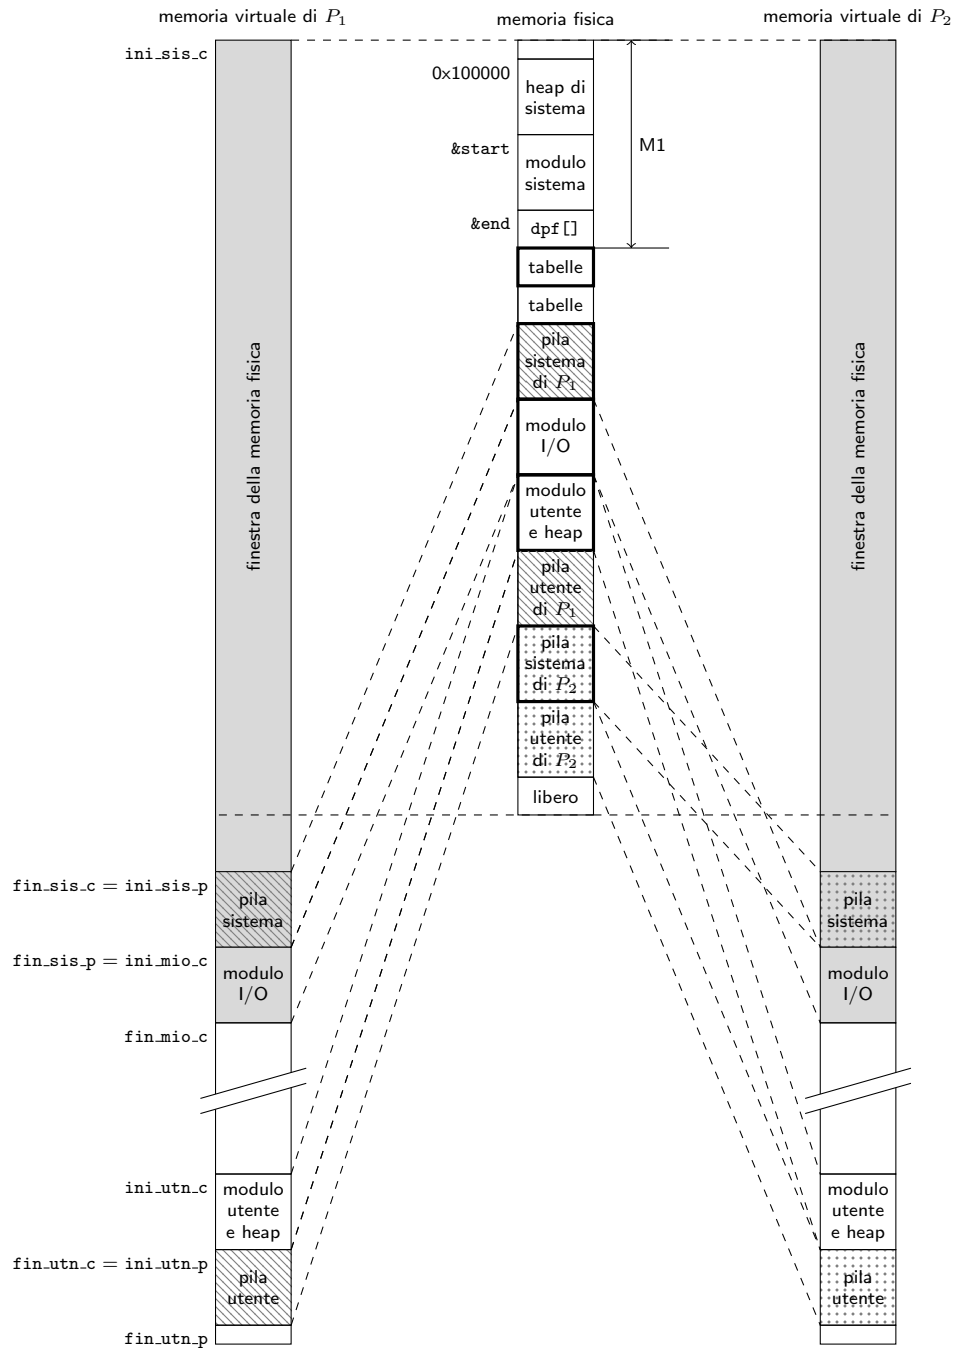 memoria virtuale di P1
memoria fisica
memoria virtuale di P2
ini_sis_c
0x100000
heap di
sistema
&start
M1
modulo
sistema
&end
dpf[]
tabelle
tabelle
pila
sistema
di P1
finestra della memoria fisica
finestra della memoria fisica
modulo
I/O
modulo
utente
e heap
pila
utente
di P1
pila
sistema
di P2
pila
utente
di P2
libero
fin_sis_c = ini_sis_p
pila
sistema
pila
sistema
fin_sis_p = ini_mio_c
modulo
I/O
modulo
I/O
fin_mio_c
ini_utn_c
modulo
utente
e heap
modulo
utente
e heap
fin_utn_c = ini_utn_p
pila
utente
pila
utente
fin_utn_p